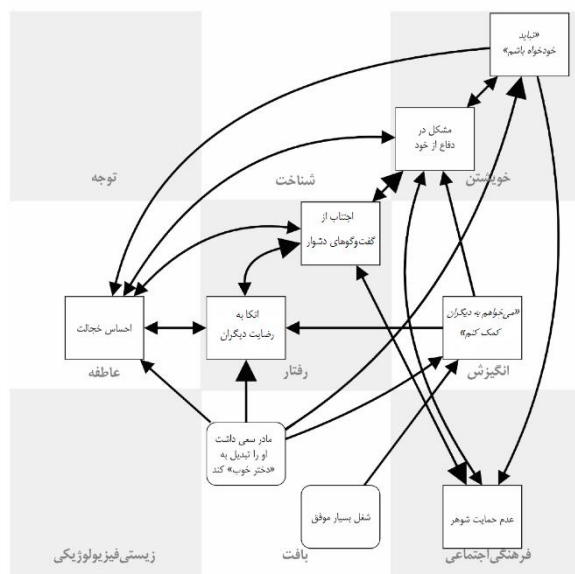 «نباید
خودخواه باشم»
مشکل در
دفاع از خود
توجه
شناخت
خویشتن
اجتناب از
گفت‌وگوهای دشوار
«می‌خواهم به دیگران
کمک کنم»
اتکا به
رضایت دیگران
احساس خجالت
انگیزش
رفتار
عاطفه
مادر سعی داشت
او را تبدیل به
«دختر خوب» کند
شغل بسیار موفق
عدم حمایت شوهر
فرهنگی‌اجتماعی
بافت
زیستی‌فیزیولوژیکی